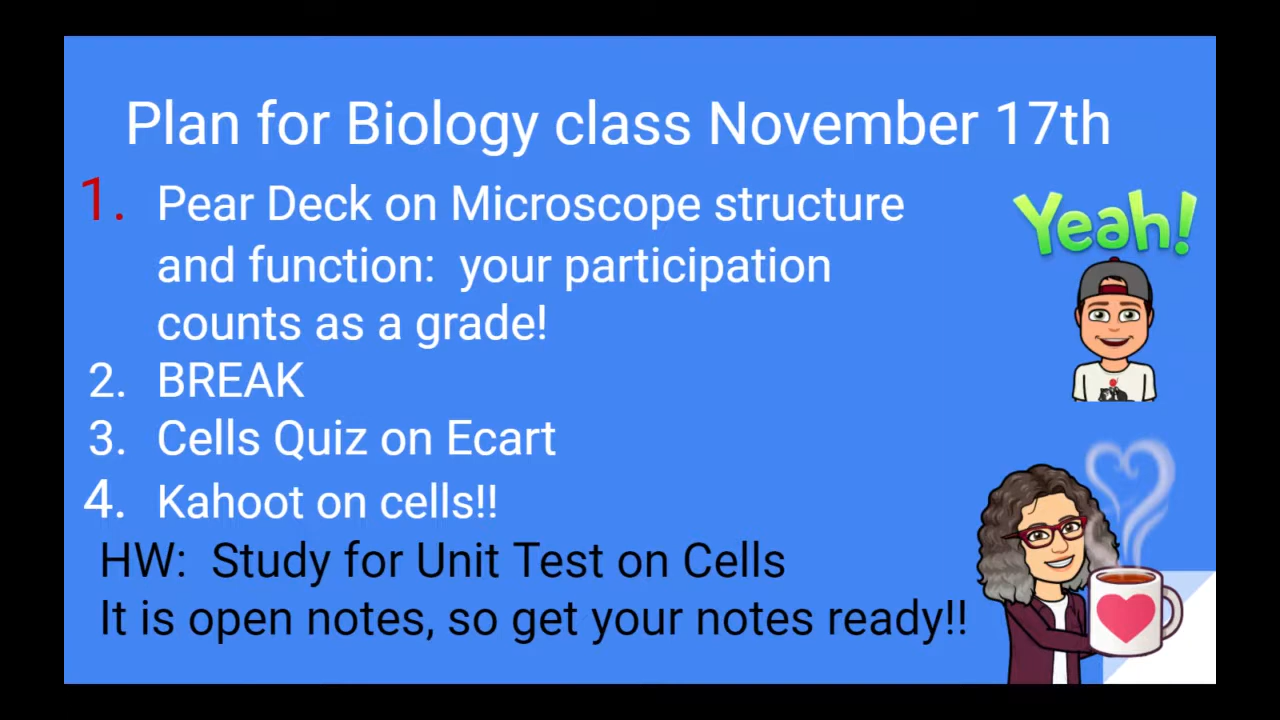 Plan for Biology class November 17th
1. Pear Deck on Microscope structure
and function: your participation
counts as a grade!
Yeah!
2. BREAK
3. Cells Quiz on Ecart
4. Kahoot on cells!!
HW: Study for Unit Test on Cells
It is open notes, so get your notes ready!!